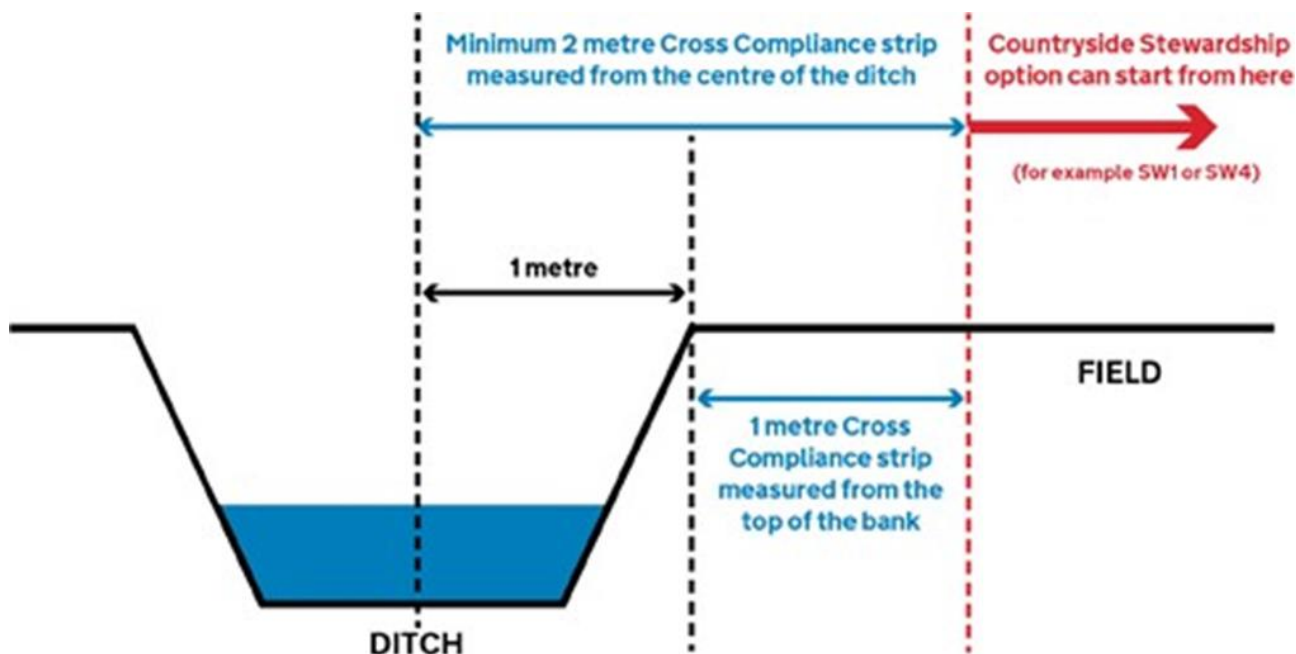 Minimum 2 metre Cross Compliance strip
measured from the centre of the ditch
Countryside Stewardship
option can start from here
(for example SW1 or SW4)
1 metre
FIELD
1 metre Cross
Compliance strip
measured from the
top of the bank
DITCH